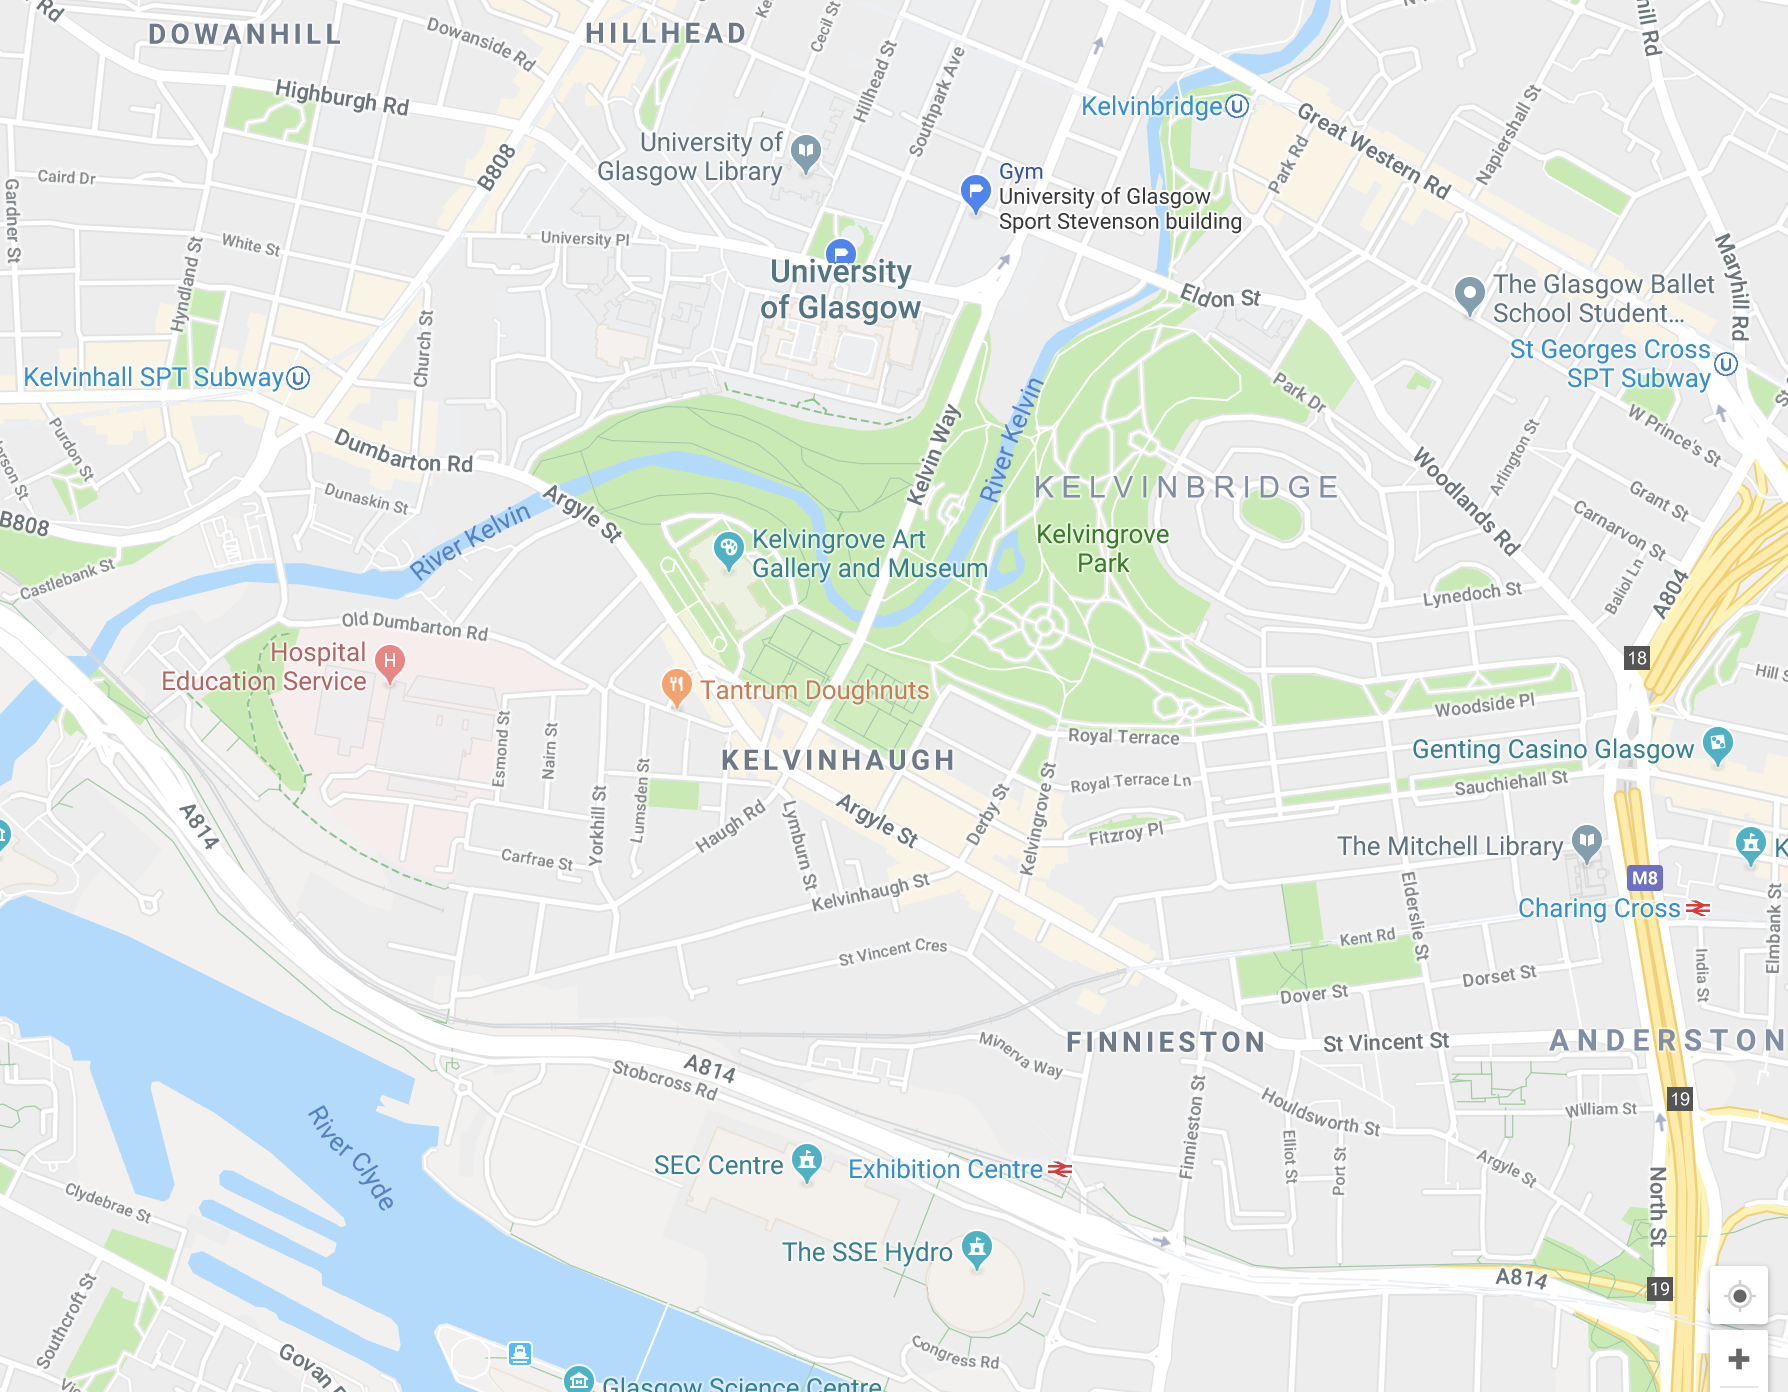 Rd
DOWANHILL
HILLHEAD
Dowanside Rd
Cecil St
Hillhead St
Southpark Ave
Highburgh Rd
B808
Kelvinbridge
Great Western Rd
Napiershall St
Park Rd
Maryhill Rd
University of
Glasgow Library
Gym
University of Glasgow
Sport Stevenson building
Caird Dr
Gardner St
White St
Hyndland St
University Pl
University
of Glasgow
Eldon St
The Glasgow Ballet
School Student...
Church St
St Georges Cross
SPT Subway
Kelvinhall SPT Subway
Park Dr
W Prince's St
Purdon St
Dumbarton Rd
Kelvin Way
River Kelvin
Woodlands Rd
Arlington St
KELVINBRIDGE
Dunaskin St
Argyle St
Grant St
Carnarvon St
B808
River Kelvin
Kelvingrove Art
Gallery and Museum
Kelvingrove
Park
Castlebank St
Lynedoch St
Baliol Ln
A804
Old Dumbarton Rd
Hospital
Education Service
18
Hill S
Tantrum Doughnuts
Woodside Pl
Royal Terrace
Esmond St
Nairn St
KELVINHAUGH
Genting Casino Glasgow
Royal Terrace Ln
Sauchiehall St
A814
Yorkhill St
Lumsden St
Haugh Rd
Lymburn St
Argyle St
Derby St
Kelvingrove St
Fitzroy Pl
The Mitchell Library
K
Carfrae St
Kelvinhaugh St
M8
Elderslie St
Charing Cross
Elmbank St
Kent Rd
St Vincent Cres
India St
Dorset St
Dover St
Minerva Way
FINNIESTON
St Vincent St
ANDERSTON
A814
Stobcross Rd
Finnieston St
Houldsworth St
William St
19
River Clyde
SEC Centre
Exhibition Centre
Elliot St
Port St
Argyle St
North St
Clydebrae St
The SSE Hydro
A814
19
Southcroft St
Govan
Congress Rd
Glasgow Science Centre